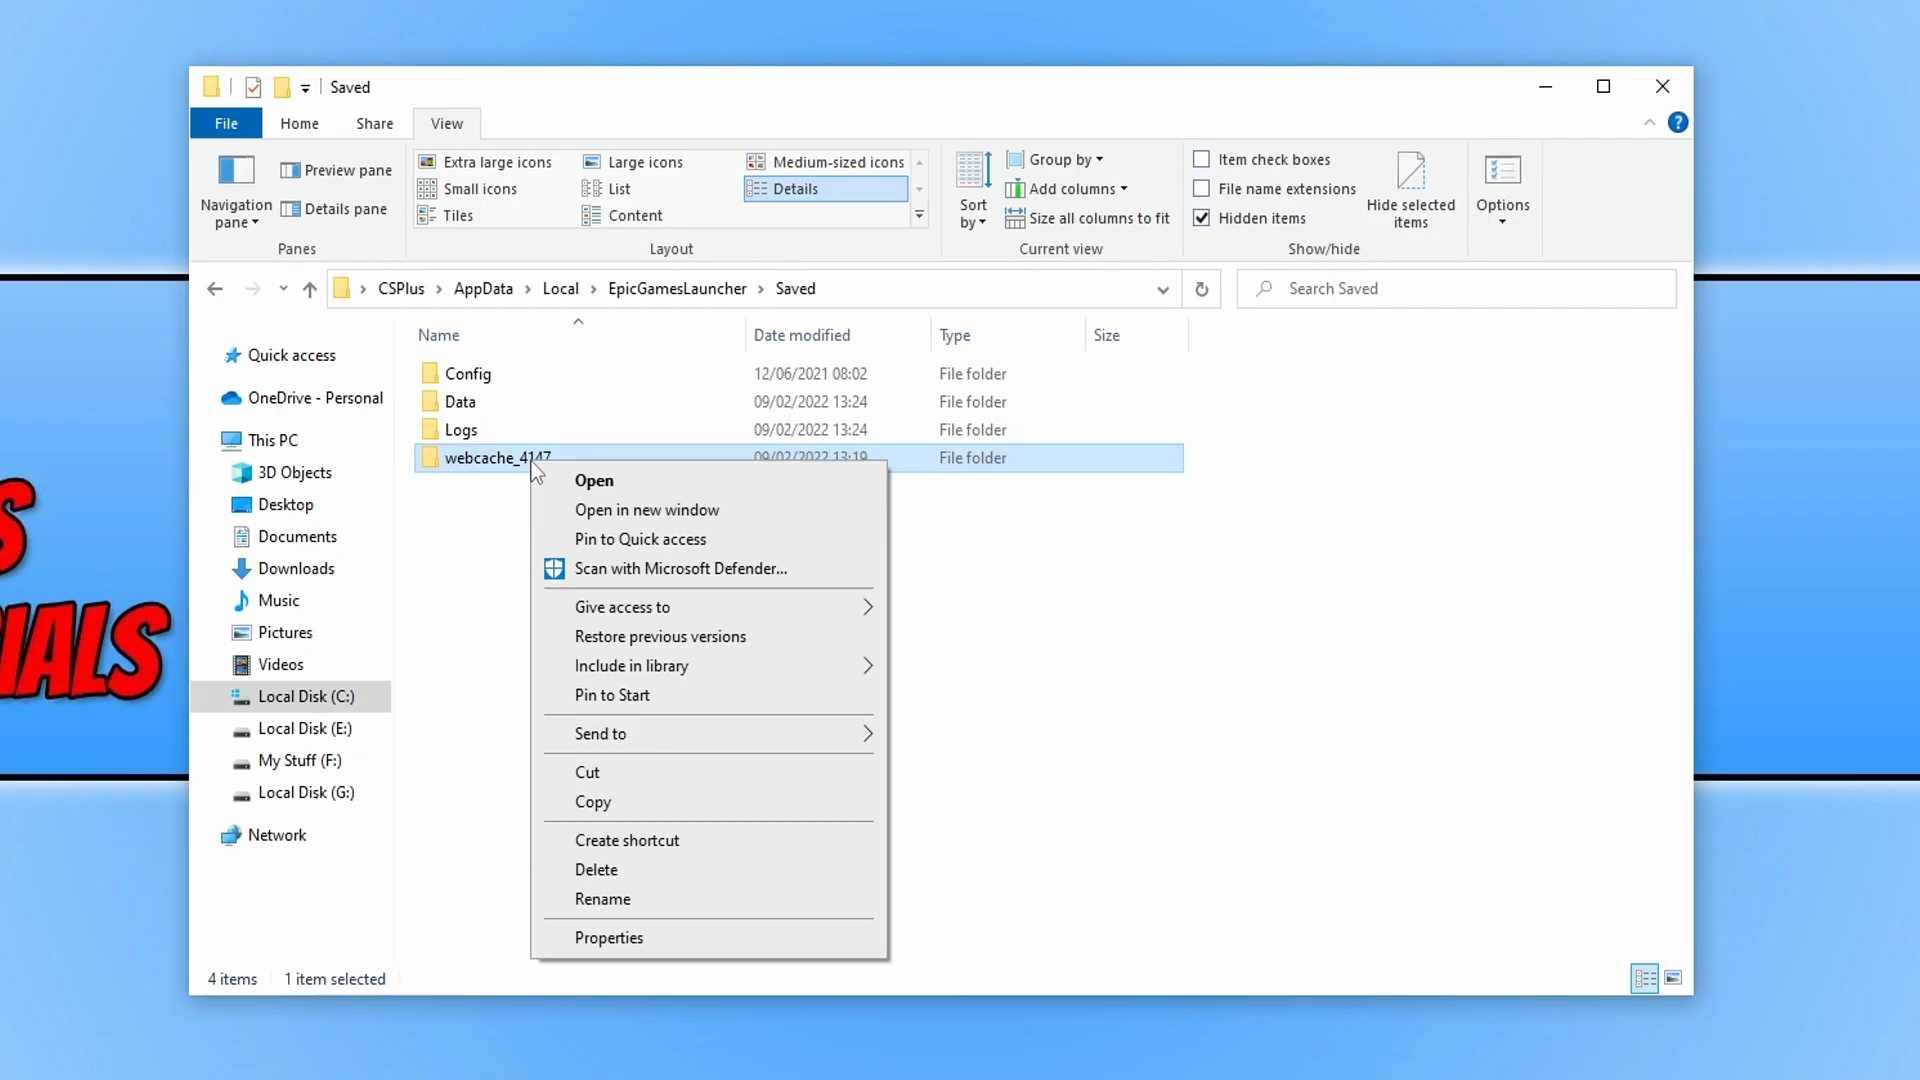 Saved
File Home Share View
Navigation pane
Preview pane
Details pane
Panes
Extra large icons Large icons Medium-sized icons
Small icons List Details
Tiles Content
Layout
Sort by
Group by
Add columns
Size all columns to fit
Current view
Item check boxes
File name extensions
Hidden items
Hide selected items
Show/hide
Options
CSPlus AppData Local EpicGamesLauncher Saved
Search Saved
Name Date modified Type Size
Config 12/06/2021 08:02 File folder
Data 09/02/2022 13:24 File folder
Logs 09/02/2022 13:24 File folder
webcache_4147 09/02/2022 13:19 File folder
Quick access
OneDrive - Personal
This PC
3D Objects
Desktop
Documents
Downloads
Music
Pictures
Videos
Local Disk (C:)
Local Disk (E:)
My Stuff (F:)
Local Disk (G:)
Network
Open
Open in new window
Pin to Quick access
Scan with Microsoft Defender...
Give access to
Restore previous versions
Include in library
Pin to Start
Send to
Cut
Copy
Create shortcut
Delete
Rename
Properties
4 items 1 item selected
S
IALS